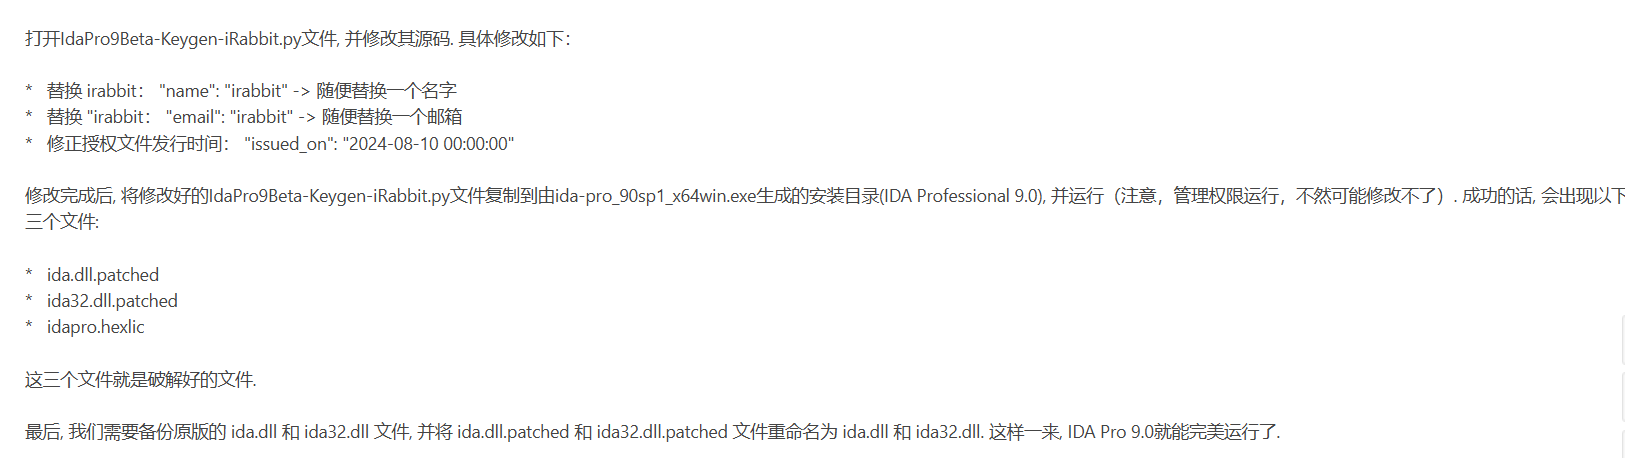 打开IdaPro9Beta-Keygen-iRabbit.py文件, 并修改其源码. 具体修改如下：
* 替换 irabbit： "name": "irabbit" -> 随便替换一个名字
* 替换 "irabbit： "email": "irabbit" -> 随便替换一个邮箱
* 修正授权文件发行时间： "issued_on": "2024-08-10 00:00:00"
修改完成后, 将修改好的IdaPro9Beta-Keygen-iRabbit.py文件复制到由ida-pro_90sp1_x64win.exe生成的安装目录(IDA Professional 9.0), 并运行（注意，管理权限运行，不然可能修改不了）. 成功的话, 会出现以下
三个文件:
* ida.dll.patched
* ida32.dll.patched
* idapro.hexlic
这三个文件就是破解好的文件.
最后, 我们需要备份原版的 ida.dll 和 ida32.dll 文件, 并将 ida.dll.patched 和 ida32.dll.patched 文件重命名为 ida.dll 和 ida32.dll. 这样一来, IDA Pro 9.0就能完美运行了.